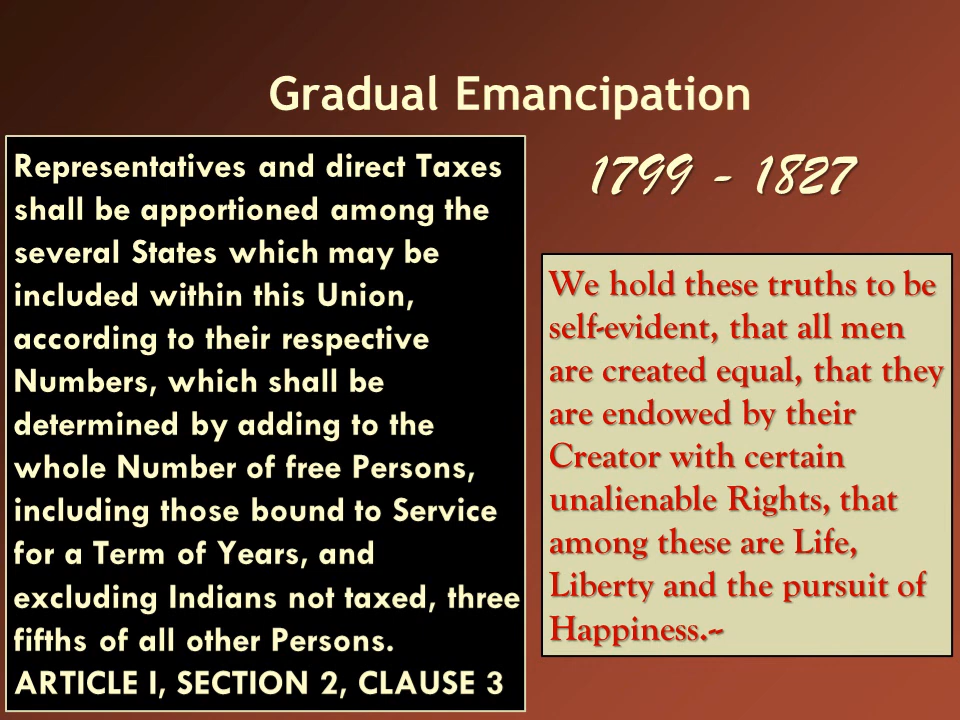 Gradual Emancipation
1799 - 1827
Representatives and direct Taxes
shall be apportioned among the
several States which may be
included within this Union,
according to their respective
Numbers, which shall be
determined by adding to the
whole Number of free Persons,
including those bound to Service
for a Term of Years, and
excluding Indians not taxed, three
fifths of all other Persons.
ARTICLE I, SECTION 2, CLAUSE 3
We hold these truths to be
self-evident, that all men
are created equal, that they
are endowed by their
Creator with certain
unalienable Rights, that
among these are Life,
Liberty and the pursuit of
Happiness.--